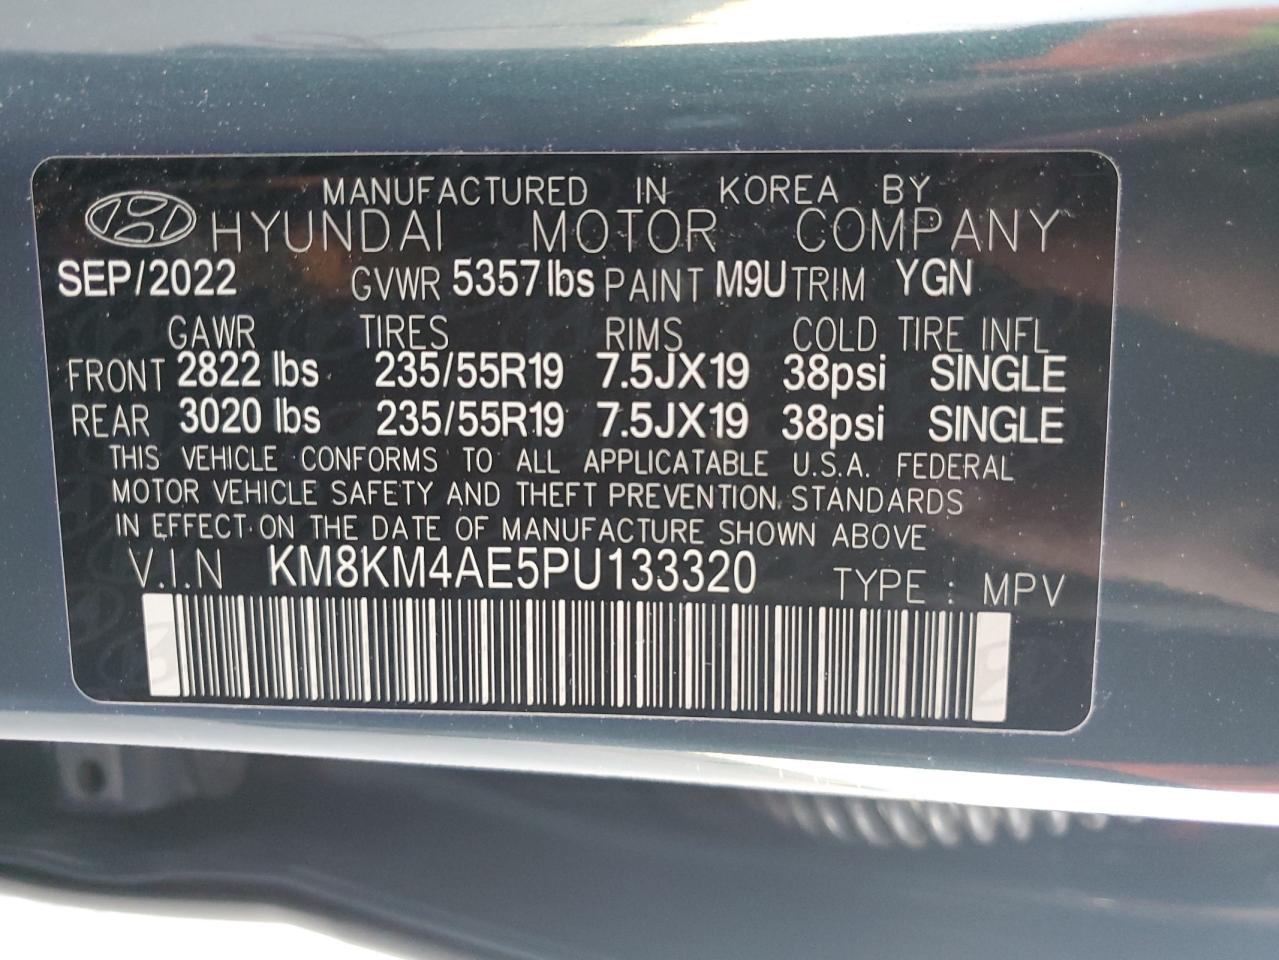 MANUFACTURED IN KOREA BY
HYUNDAI MOTOR COMPANY
SEP/2022 GVWR 5357 lbs PAINT M9U TRIM YGN
GAWR TIRES RIMS COLD TIRE INFL
FRONT 2822 lbs 235/55R19 7.5JX19 38psi SINGLE
REAR 3020 lbs 235/55R19 7.5JX19 38psi SINGLE
THIS VEHICLE CONFORMS TO ALL APPLICATABLE U.S.A. FEDERAL
MOTOR VEHICLE SAFETY AND THEFT PREVENTION STANDARDS
IN EFFECT ON THE DATE OF MANUFACTURE SHOWN ABOVE
V.I.N KM8KM4AE5PU133320 TYPE : MPV